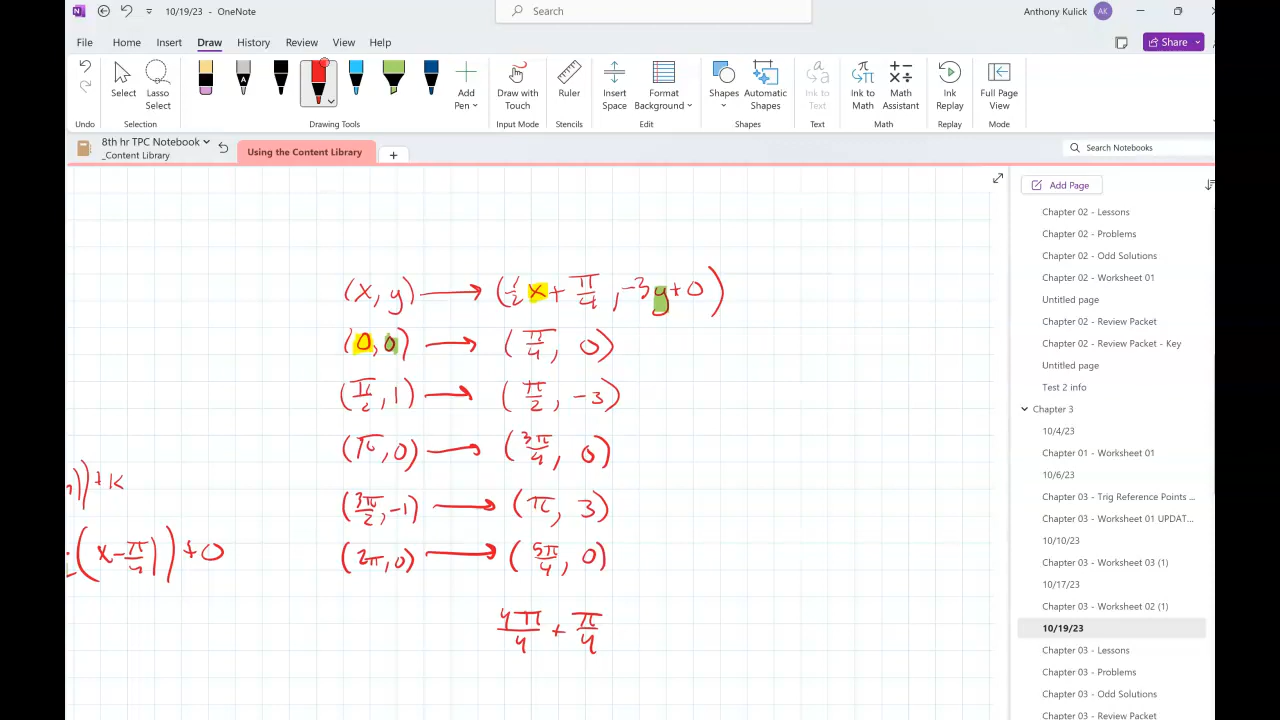 10/19/23 - OneNote
Search
Anthony Kulick
AK
File Home Insert Draw History Review View Help
Share
Select
Lasso Select
Add Pen
Draw with Touch
Ruler
Insert Space
Format Background
Shapes
Automatic Shapes
Ink to Text
Ink to Math
Math Assistant
Ink Replay
Full Page View
Undo Selection Drawing Tools Input Mode Stencils Edit Shapes Text Math Replay Mode
8th hr TPC Notebook
_Content Library
Using the Content Library
Search Notebooks
Add Page
Chapter 02 - Lessons
Chapter 02 - Problems
Chapter 02 - Odd Solutions
Chapter 02 - Worksheet 01
Untitled page
Chapter 02 - Review Packet
Chapter 02 - Review Packet - Key
Untitled page
Test 2 info
Chapter 3
10/4/23
Chapter 01 - Worksheet 01
10/6/23
Chapter 03 - Trig Reference Points ...
Chapter 03 - Worksheet 01 UPDAT...
10/10/23
Chapter 03 - Worksheet 03 (1)
10/17/23
Chapter 03 - Worksheet 02 (1)
10/19/23
Chapter 03 - Lessons
Chapter 03 - Problems
Chapter 03 - Odd Solutions
Chapter 03 - Review Packet
(x, y) → (1/2 x + π/4, -3y+0)
(0, 0) → (π/4, 0)
(π/2, 1) → (π/2, -3)
(π, 0) → (3π/4, 0)
(3π/2, -1) → (π, 3)
(2π, 0) → (5π/4, 0)
4π/4 + π/4
)) + K
(x - π/4)) + 0